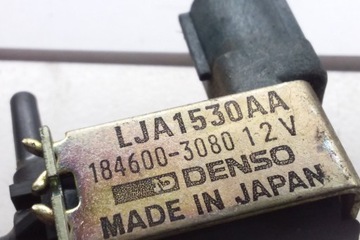 LJA1530AA
184600-3080 12V
DENSO
MADE IN JAPAN